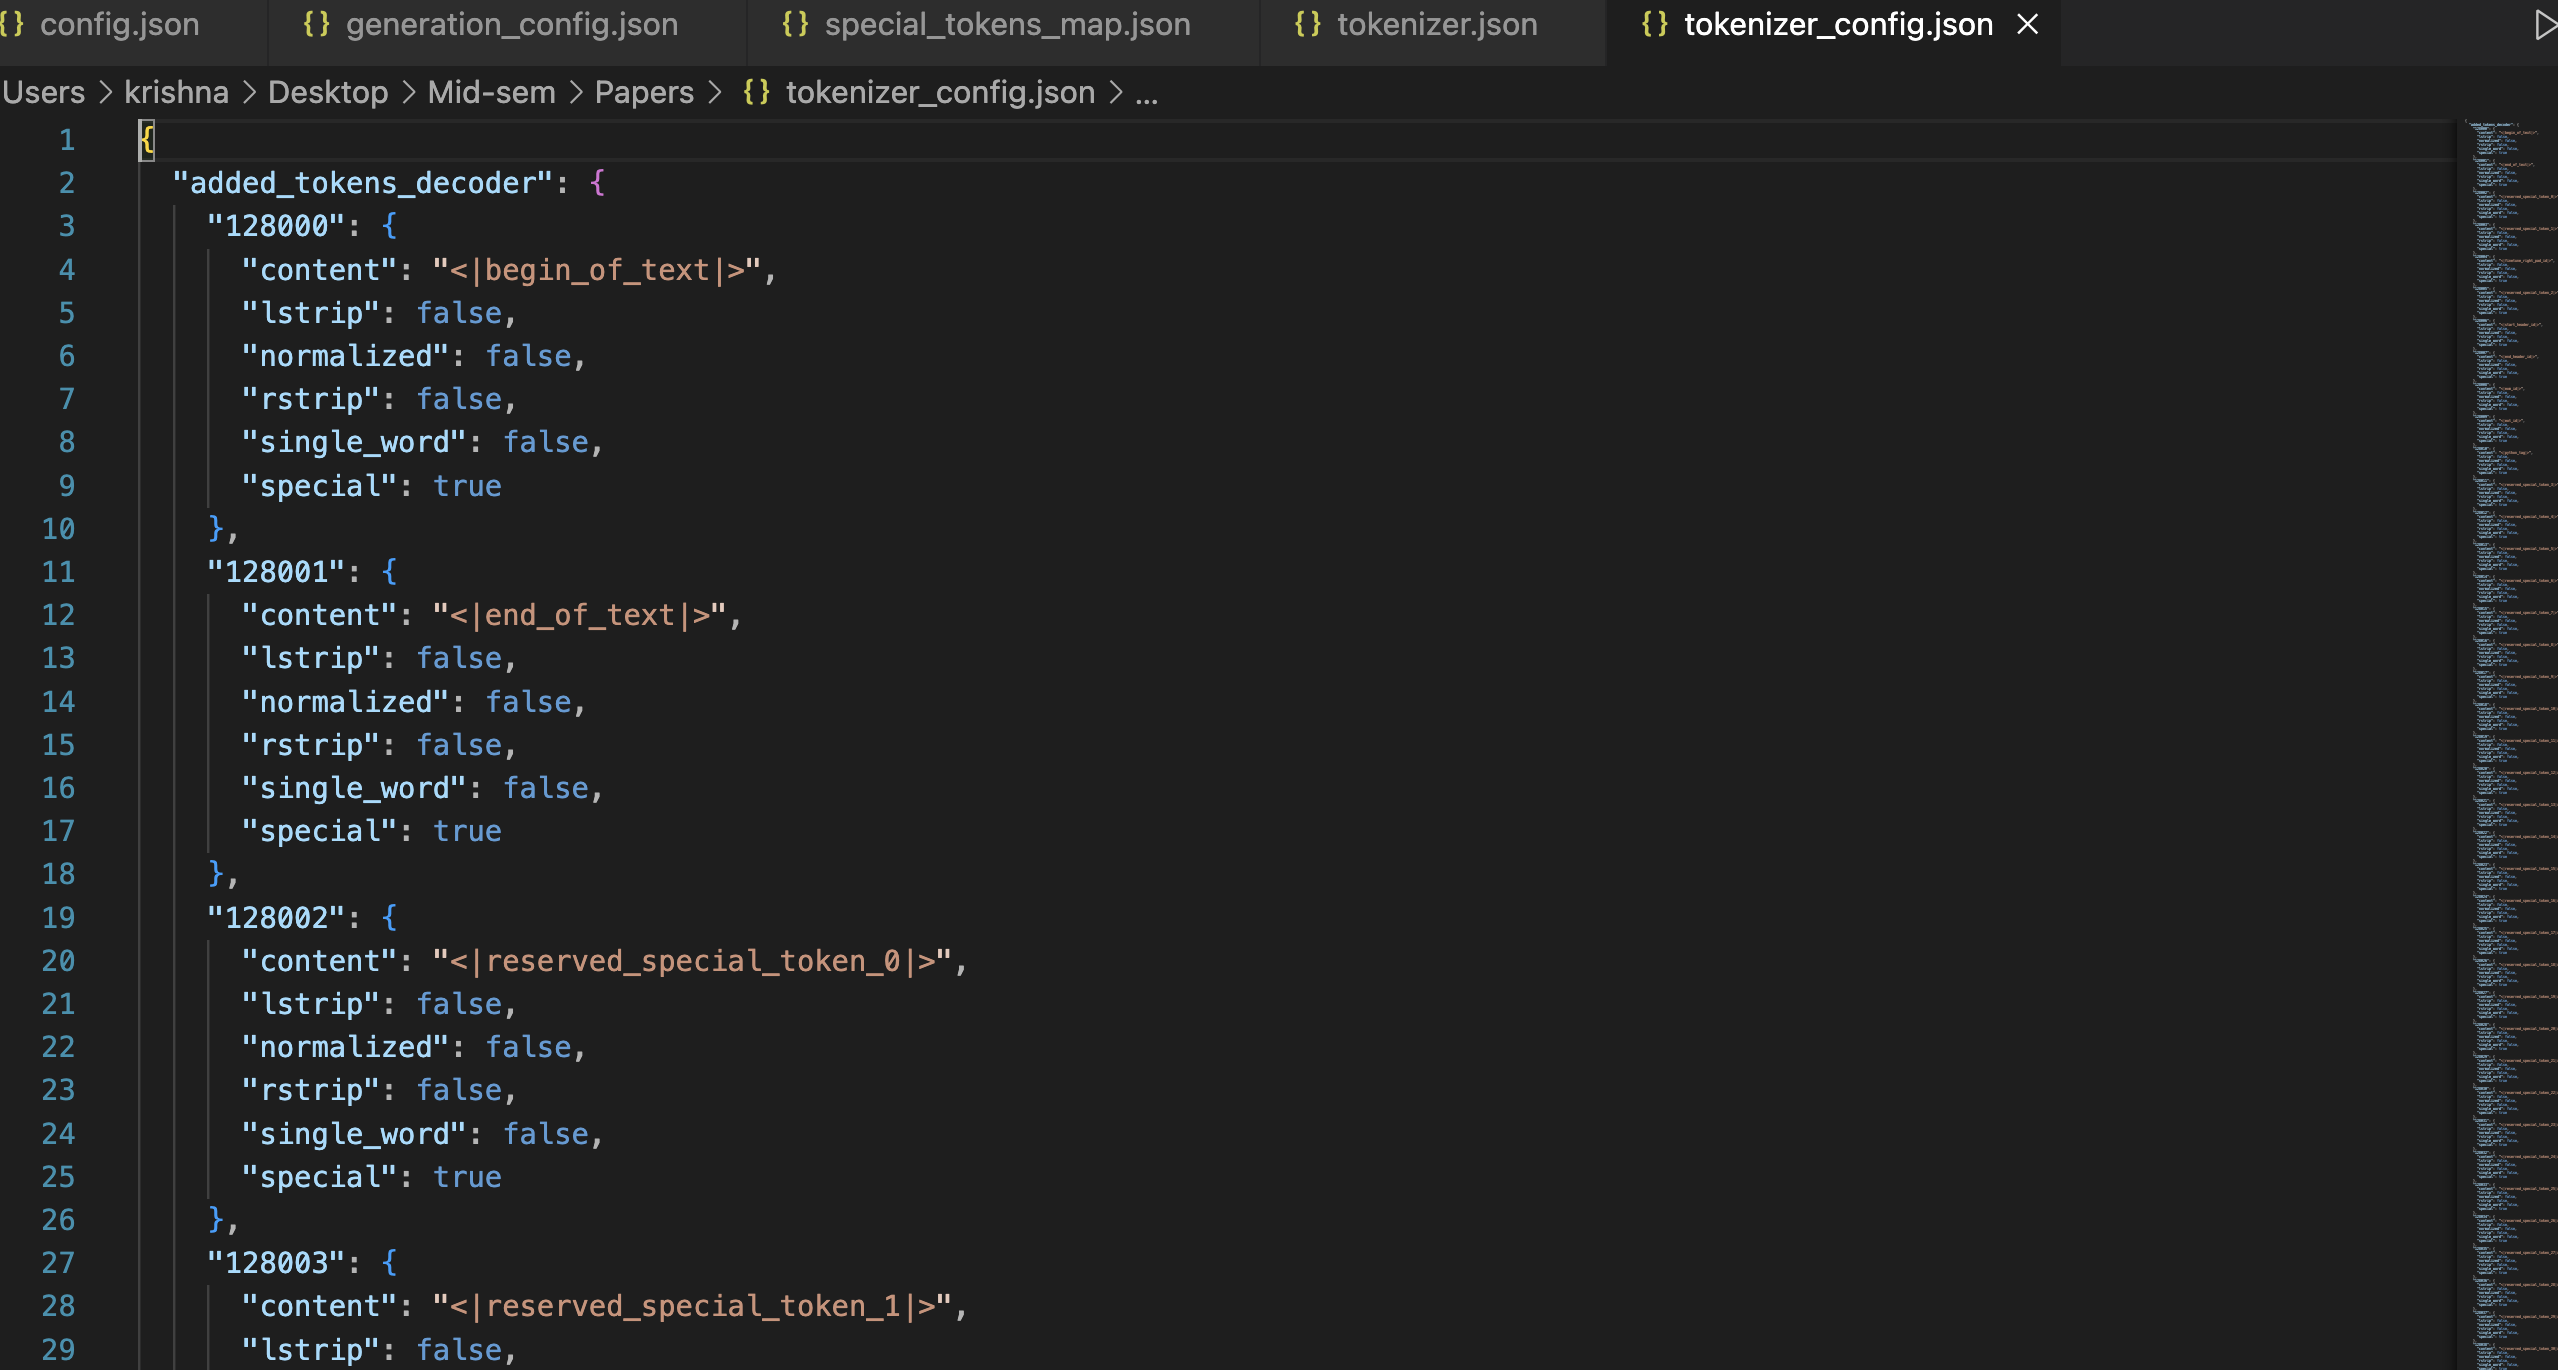 {} config.json {} generation_config.json {} special_tokens_map.json {} tokenizer.json {} tokenizer_config.json
Users > krishna > Desktop > Mid-sem > Papers > {} tokenizer_config.json > ...
1 {
2 "added_tokens_decoder": {
3 "128000": {
4 "content": "<|begin_of_text|>",
5 "lstrip": false,
6 "normalized": false,
7 "rstrip": false,
8 "single_word": false,
9 "special": true
10 },
11 "128001": {
12 "content": "<|end_of_text|>",
13 "lstrip": false,
14 "normalized": false,
15 "rstrip": false,
16 "single_word": false,
17 "special": true
18 },
19 "128002": {
20 "content": "<|reserved_special_token_0|>",
21 "lstrip": false,
22 "normalized": false,
23 "rstrip": false,
24 "single_word": false,
25 "special": true
26 },
27 "128003": {
28 "content": "<|reserved_special_token_1|>",
29 "lstrip": false,